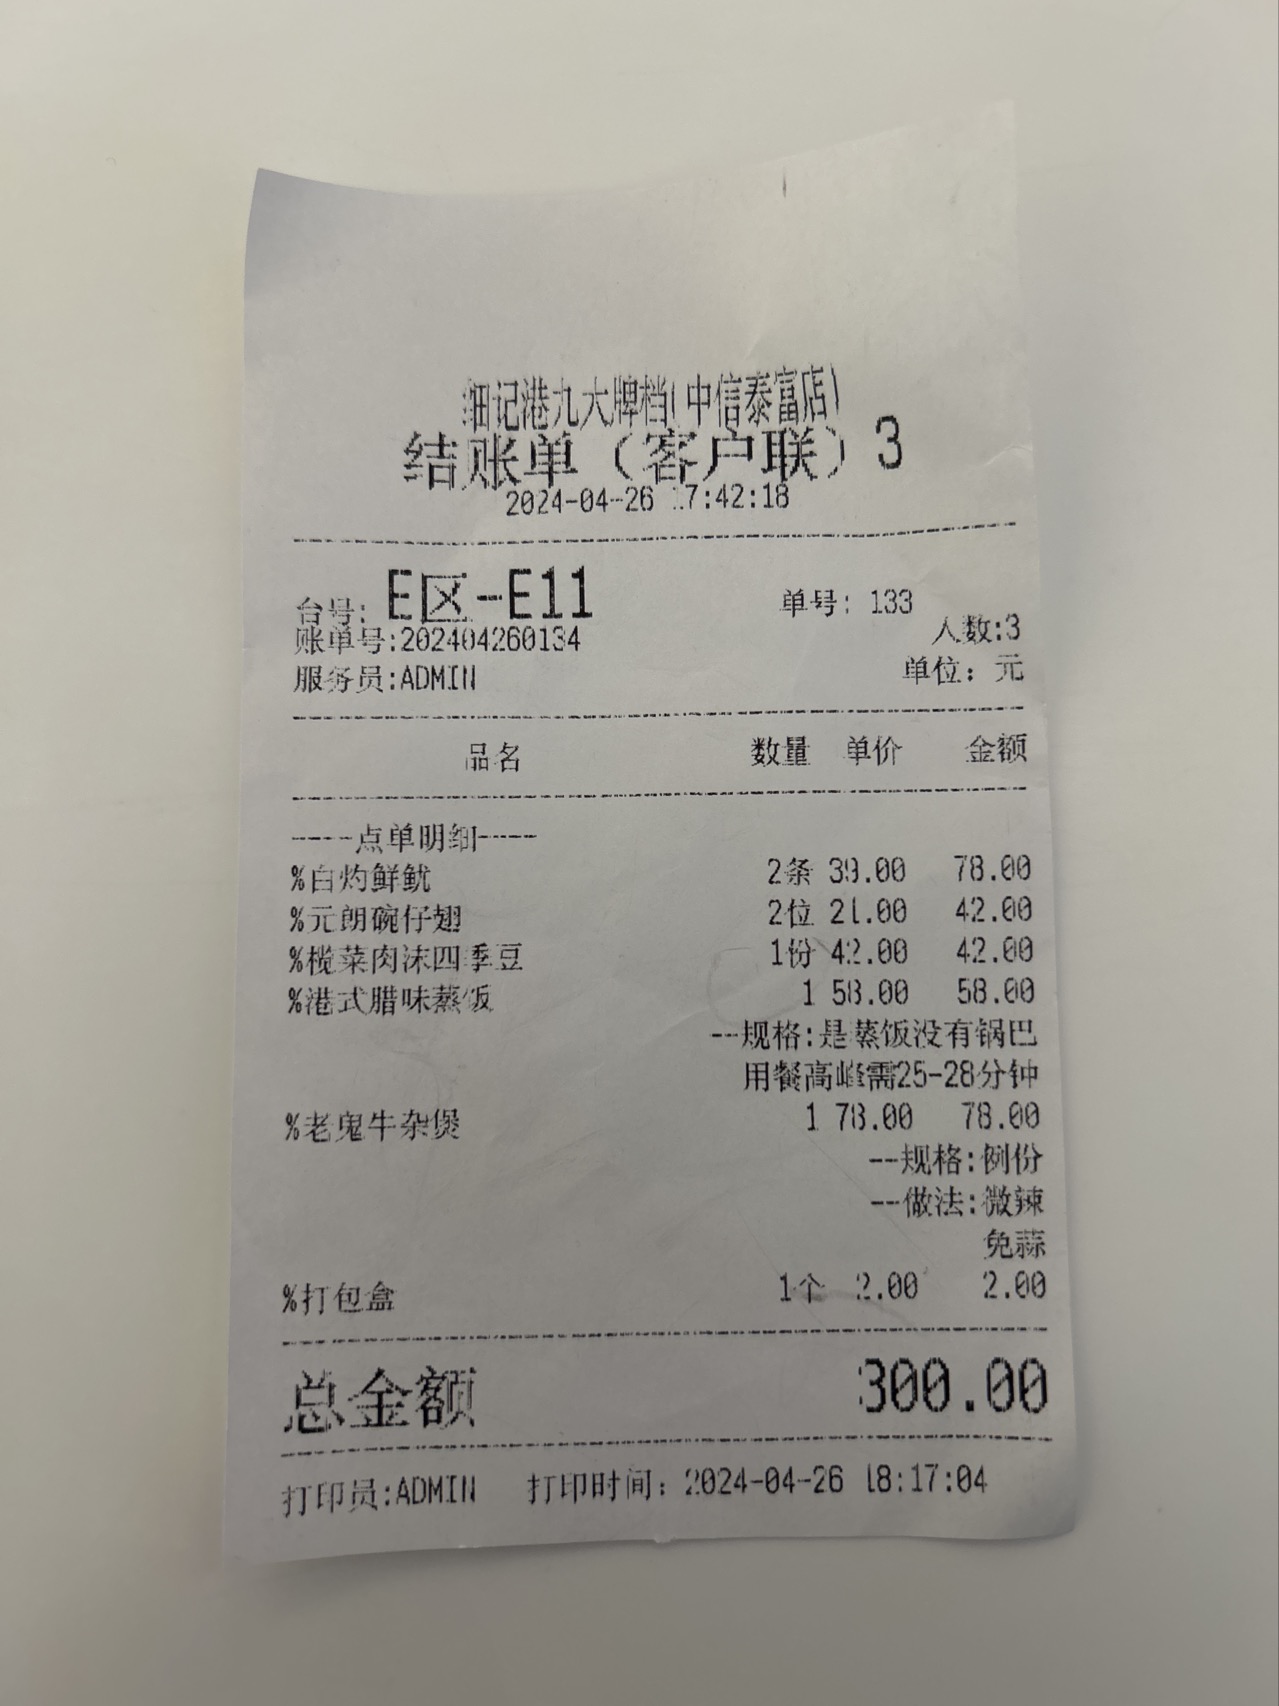 细记港九大牌档(中信泰富店)
结账单（客户联）3
2024-04-26 17:42:18
台号: E区-E11 单号: 133
账单号:202404260134 人数:3
服务员:ADMIN 单位: 元
品名 数量 单价 金额
----点单明细----
%白灼鲜鱿 2条 39.00 78.00
%元朗碗仔翅 2位 21.00 42.00
%榄菜肉沫四季豆 1份 42.00 42.00
%港式腊味蒸饭 1 58.00 58.00
--规格:是蒸饭没有锅巴
用餐高峰需25-28分钟
%老鬼牛杂煲 1 78.00 78.00
--规格:例份
--做法:微辣
免蒜
%打包盒 1个 2.00 2.00
总金额 300.00
打印员:ADMIN 打印时间: 2024-04-26 18:17:04